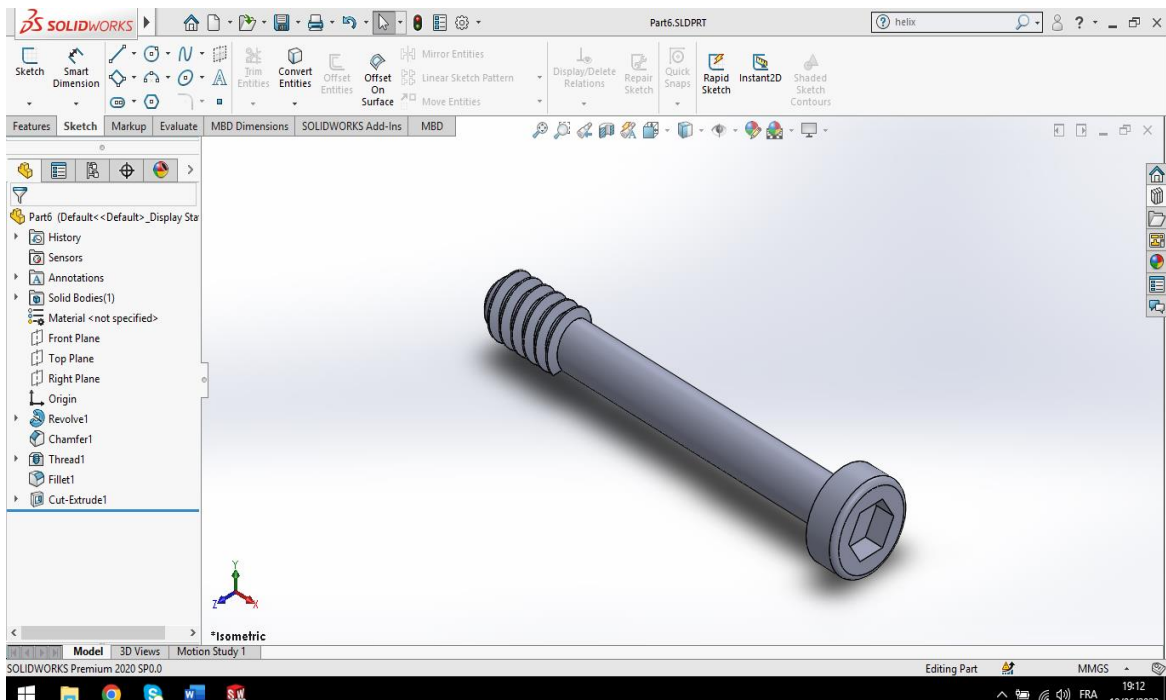 SOLIDWORKS
Part6.SLDPRT
helix
Sketch
Smart Dimension
Trim Entities
Convert Entities
Offset Entities
Offset On Surface
Mirror Entities
Linear Sketch Pattern
Move Entities
Display/Delete Relations
Repair Sketch
Quick Snaps
Rapid Sketch
Instant2D
Shaded Sketch Contours
Features Sketch Markup Evaluate MBD Dimensions SOLIDWORKS Add-Ins MBD
Part6 (Default<<Default>_Display Sta
History
Sensors
Annotations
Solid Bodies(1)
Material <not specified>
Front Plane
Top Plane
Right Plane
Origin
Revolve1
Chamfer1
Thread1
Fillet1
Cut-Extrude1
Y
Z X
*Isometric
Model 3D Views Motion Study 1
SOLIDWORKS Premium 2020 SP0.0 Editing Part MMGS
FRA 19:12